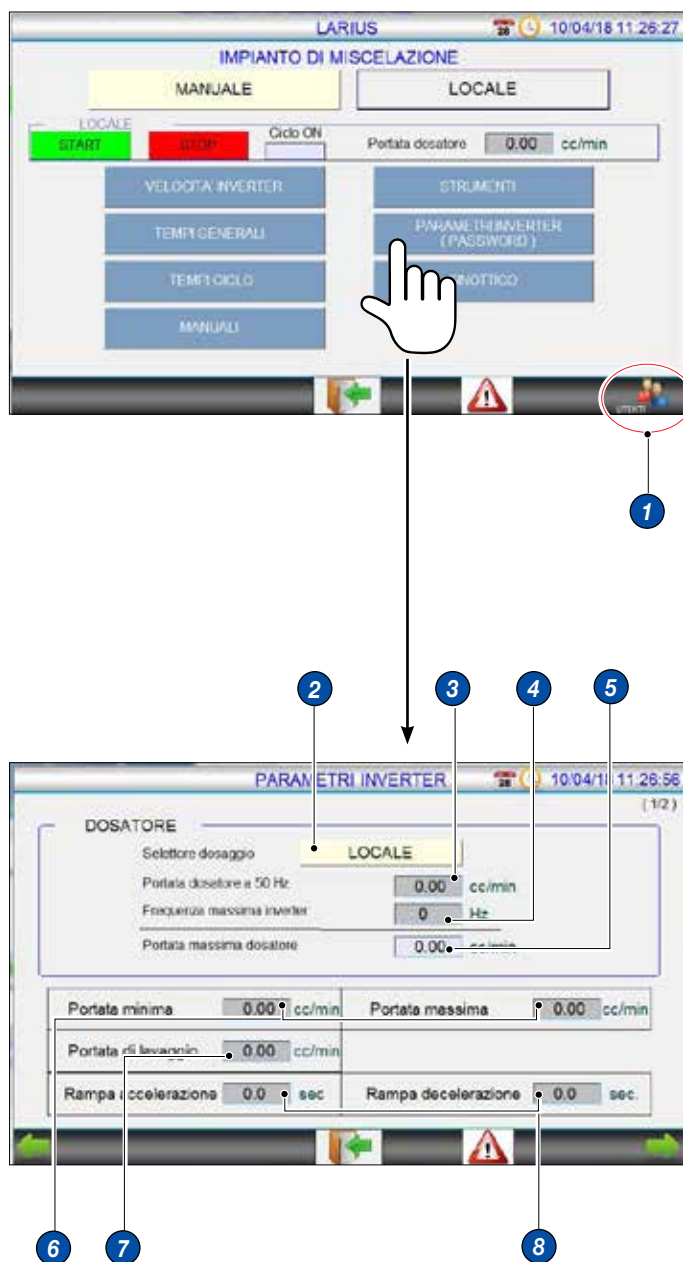 LARIUS 28 10/04/18 11:26:27
IMPIANTO DI MISCELAZIONE
MANUALE LOCALE
LOCALE
START STOP Ciclo ON Portata dosatore 0.00 cc/min
VELOCITA' INVERTER STRUMENTI
TEMPI GENERALI PARAMETRI INVERTER
( PASSWORD )
TEMPI CICLO NOTTICO
MANUALI
UTENTI
1
2 3 4 5
PARAMETRI INVERTER 28 10/04/18 11:26:56
( 1/2 )
DOSATORE
Selettore dosaggio LOCALE
Portata dosatore a 50 Hz 0.00 cc/min
Frequenza massima inverter 0 Hz
Portata massima dosatore 0.00 cc/min
Portata minima 0.00 cc/min Portata massima 0.00 cc/min
Portata di lavaggio 0.00 cc/min
Rampa accelerazione 0.0 sec Rampa decelerazione 0.0 sec.
6 7 8